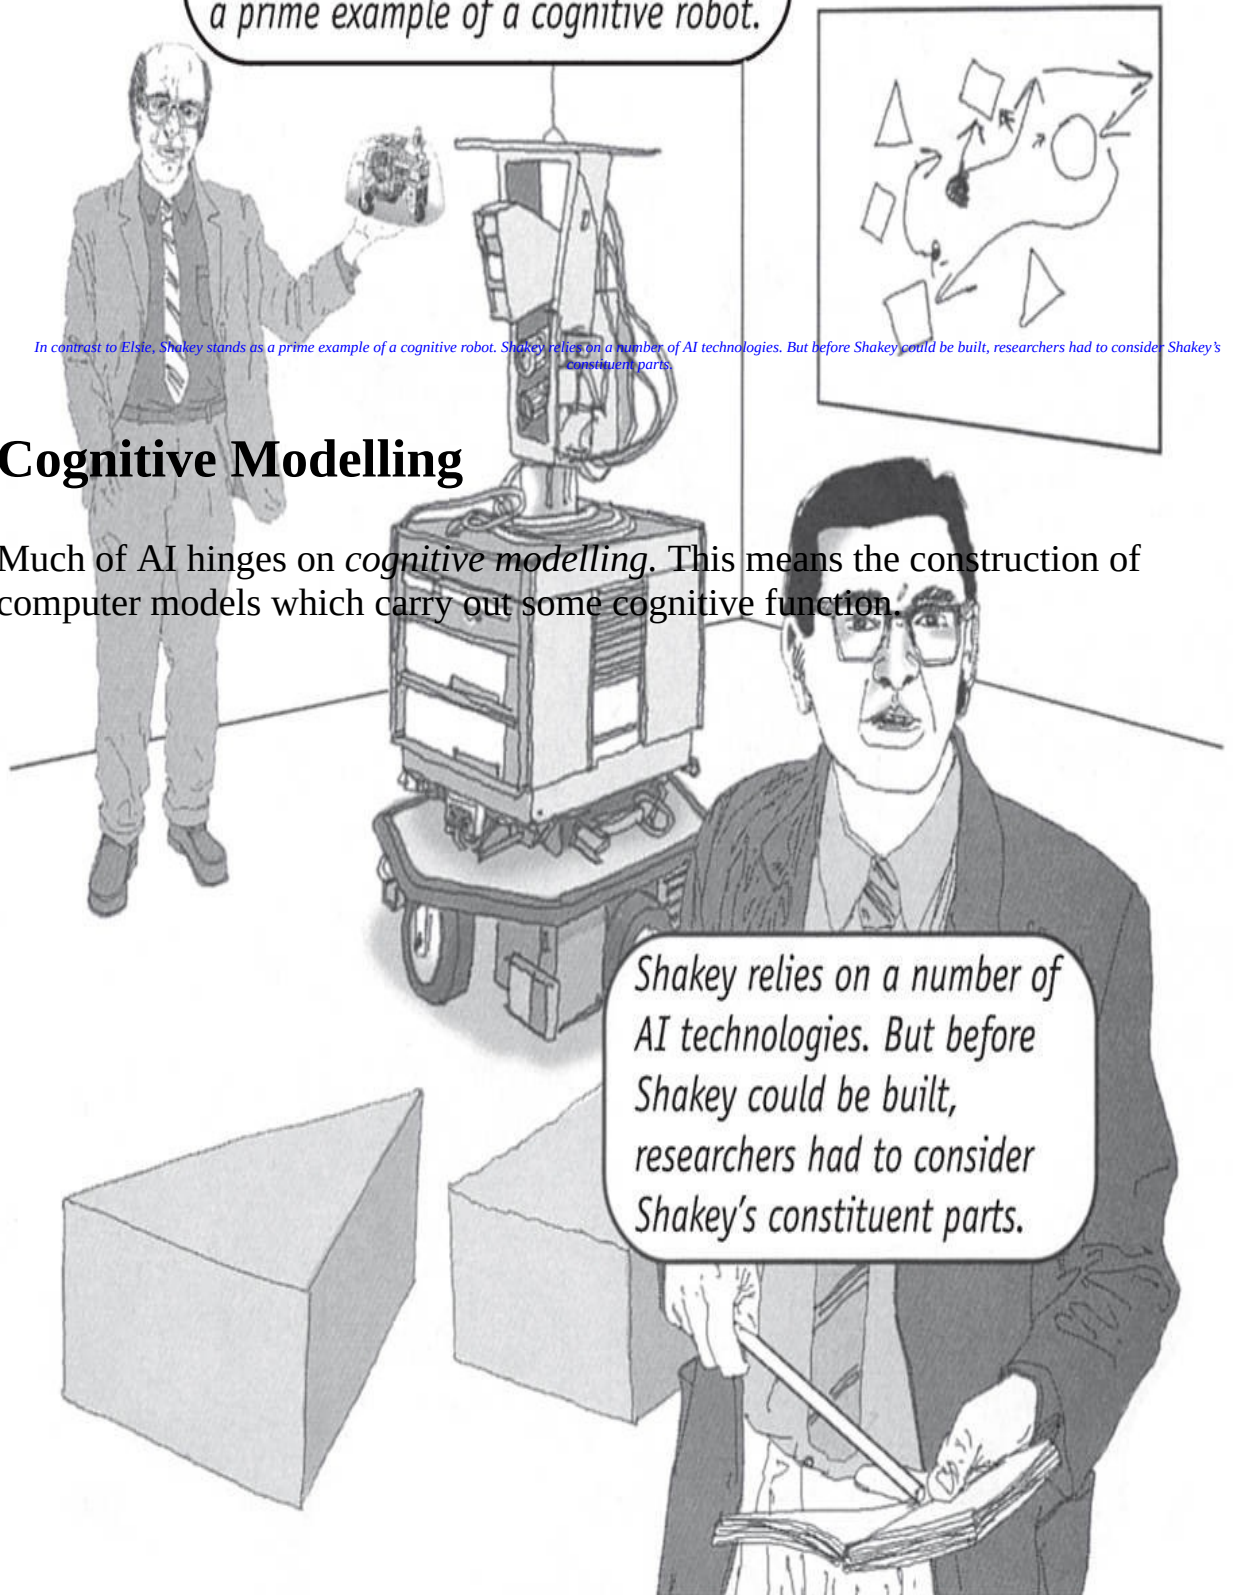 a prime example of a cognitive robot.
In contrast to Elsie, Shakey stands as a prime example of a cognitive robot. Shakey relies on a number of AI technologies. But before Shakey could be built, researchers had to consider Shakey’s
constituent parts.
Cognitive Modelling
Much of AI hinges on cognitive modelling. This means the construction of
computer models which carry out some cognitive function.
Shakey relies on a number of
AI technologies. But before
Shakey could be built,
researchers had to consider
Shakey’s constituent parts.